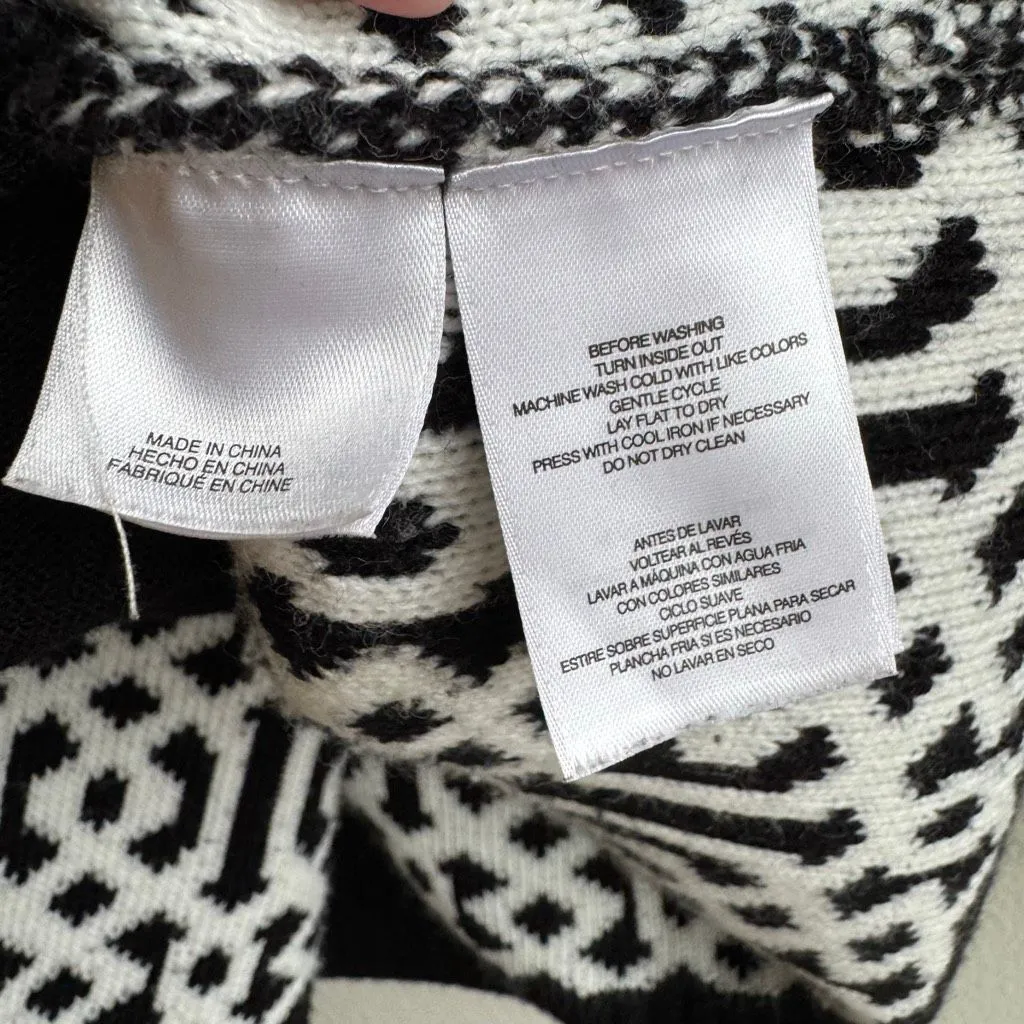 MADE IN CHINA
HECHO EN CHINA
FABRIQUÉ EN CHINE
BEFORE WASHING
TURN INSIDE OUT
MACHINE WASH COLD WITH LIKE COLORS
GENTLE CYCLE
LAY FLAT TO DRY
PRESS WITH COOL IRON IF NECESSARY
DO NOT DRY CLEAN
ANTES DE LAVAR
VOLTEAR AL REVÉS
LAVAR A MÁQUINA CON AGUA FRIA
CON COLORES SIMILARES
CICLO SUAVE
ESTIRE SOBRE SUPERFICIE PLANA PARA SECAR
PLANCHA FRIA SI ES NECESARIO
NO LAVAR EN SECO